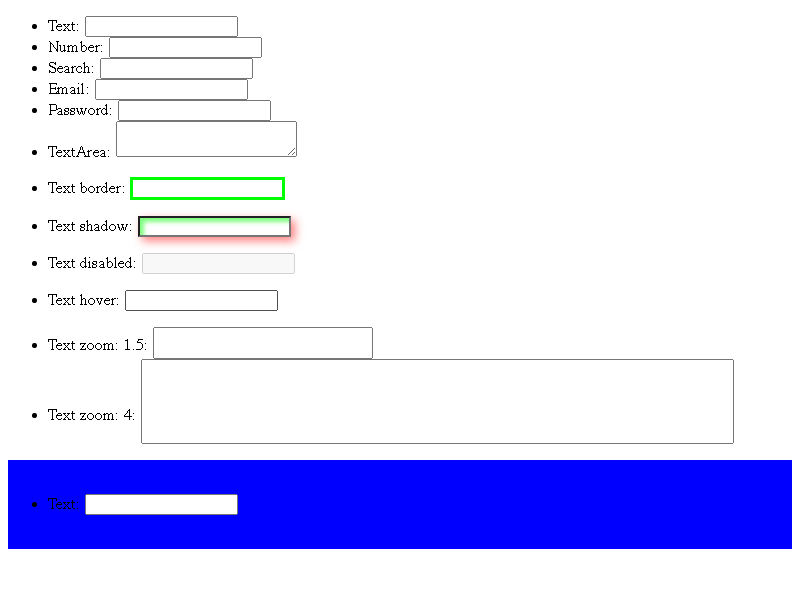 Text:
Number:
Search:
Email:
Password:
TextArea:
Text border:
Text shadow:
Text disabled:
Text hover:
Text zoom: 1.5:
Text zoom: 4:
Text: